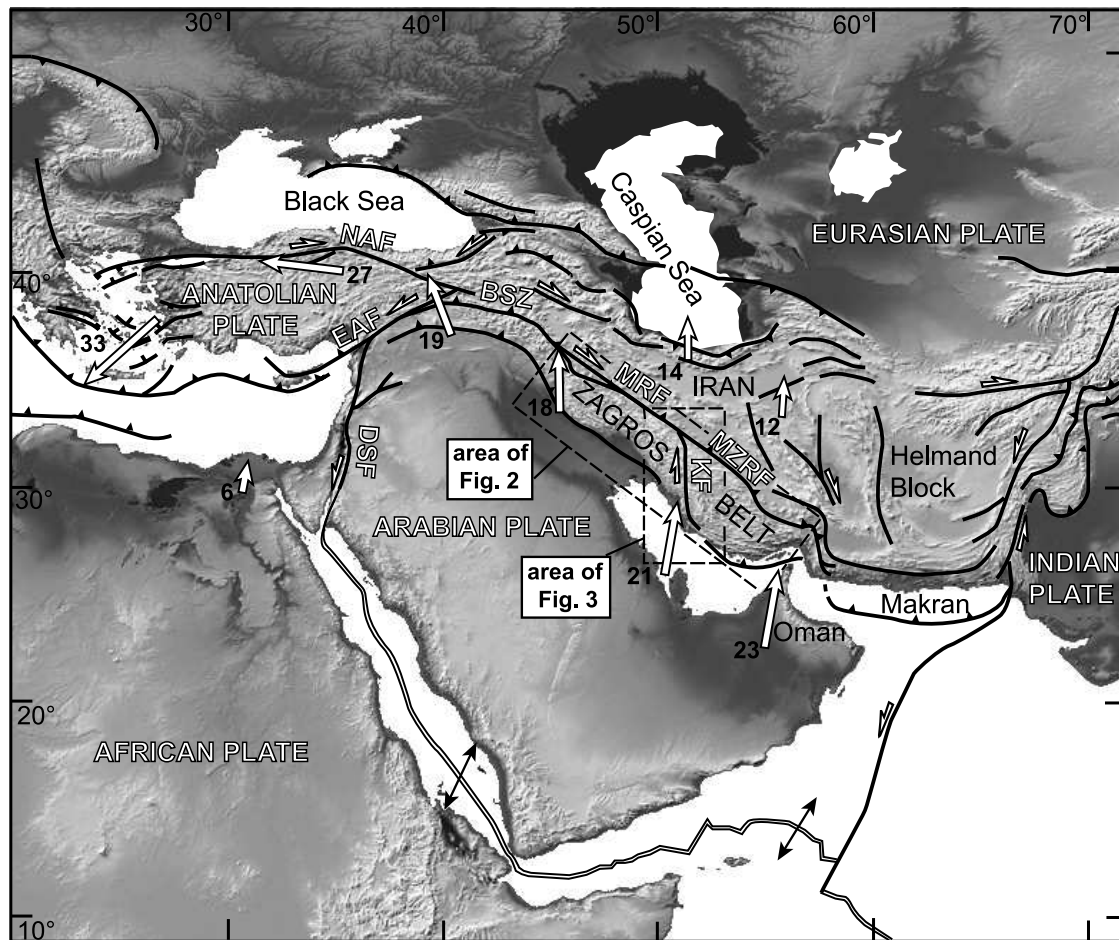 30°
40°
50°
60°
70°
Black Sea
Caspian Sea
EURASIAN PLATE
NAF
27
40°
ANATOLIAN
PLATE
BSZ
EAF
33
19
14
IRAN
MRF
12
18
ZAGROS
MZRF
area of
Fig. 2
DSF
KF
Helmand
Block
6
30°
BELT
ARABIAN PLATE
area of
Fig. 3
21
INDIAN
PLATE
Makran
23
Oman
20°
AFRICAN PLATE
10°